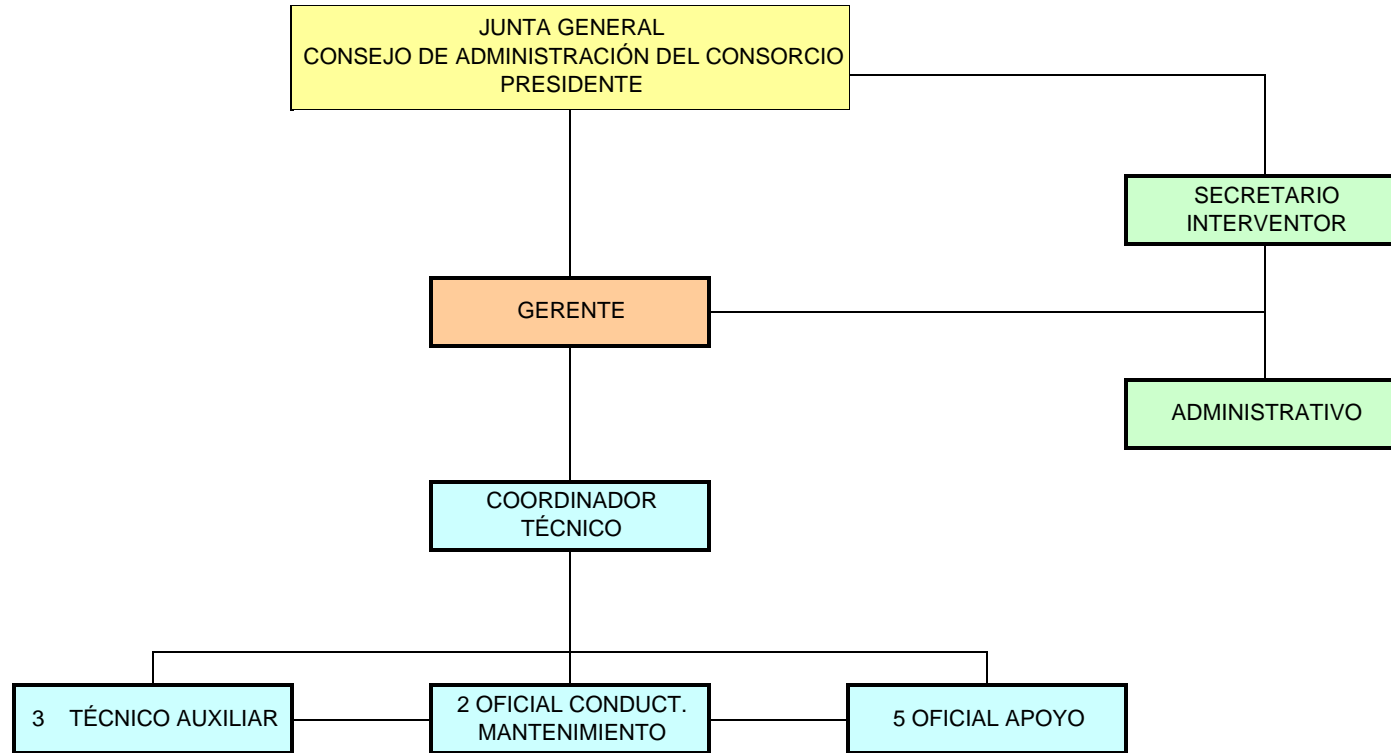 JUNTA GENERAL
CONSEJO DE ADMINISTRACIÓN DEL CONSORCIO
PRESIDENTE
SECRETARIO
INTERVENTOR
GERENTE
ADMINISTRATIVO
COORDINADOR
TÉCNICO
3 TÉCNICO AUXILIAR
2 OFICIAL CONDUCT.
MANTENIMIENTO
5 OFICIAL APOYO